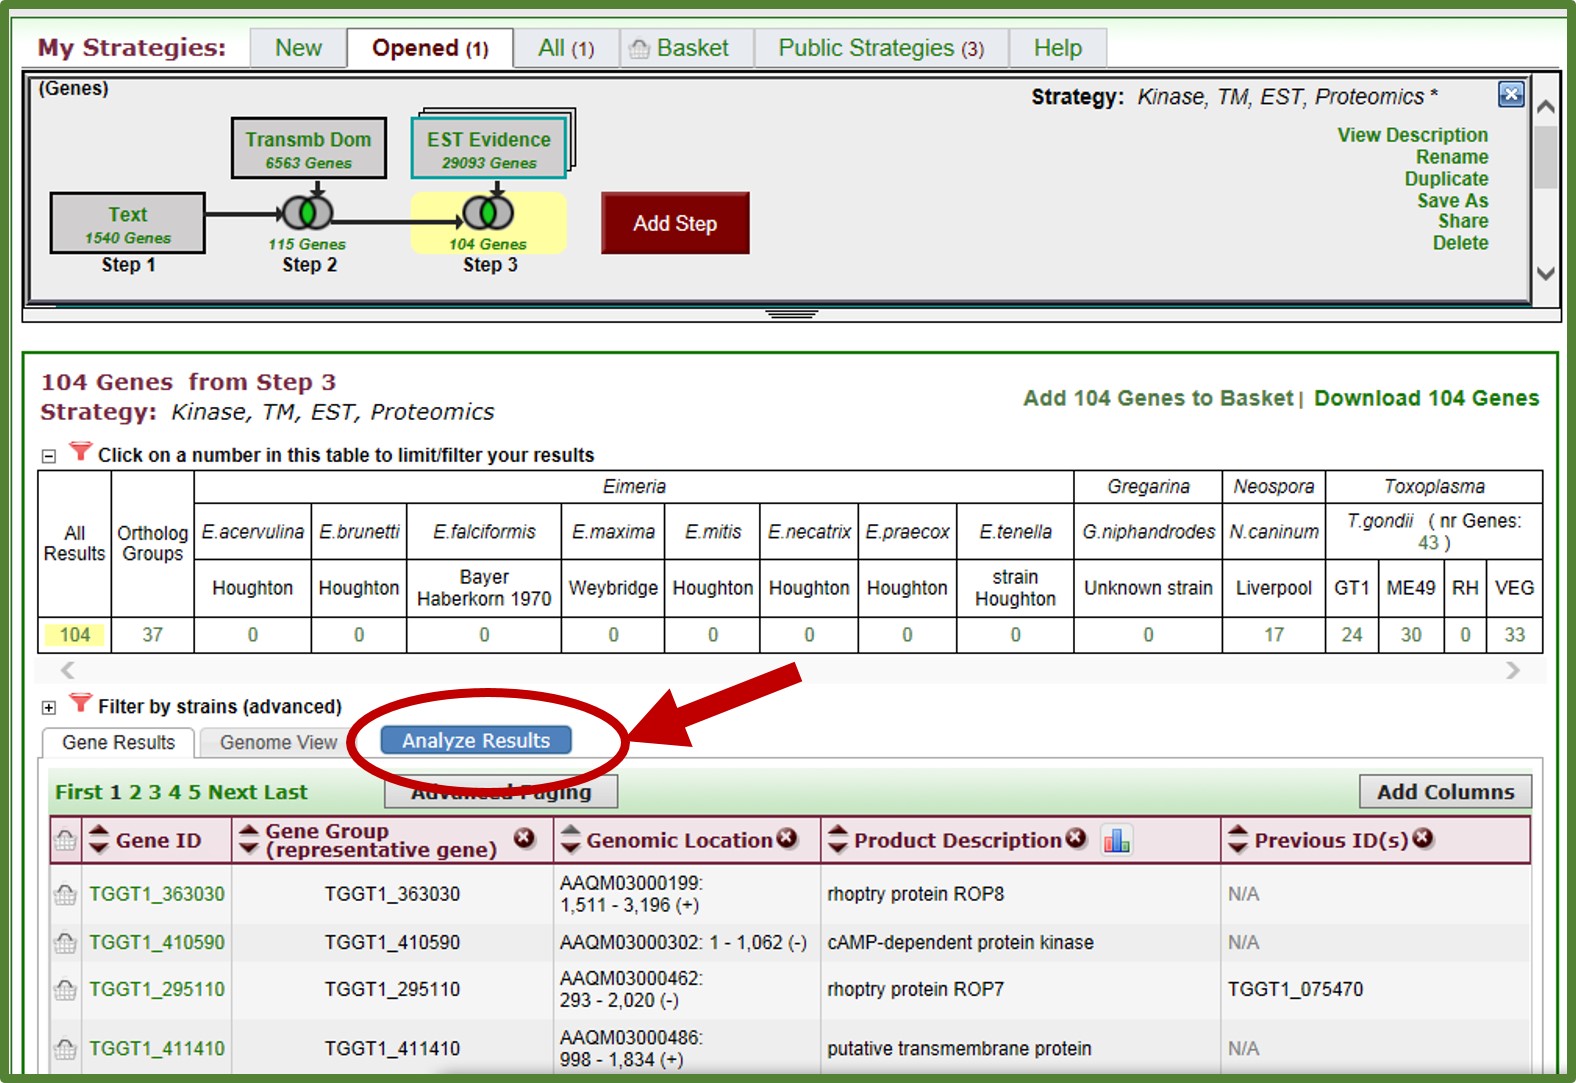 My Strategies: New Opened (1) All (1) Basket Public Strategies (3) Help
(Genes)
Strategy: Kinase, TM, EST, Proteomics *
View Description
Rename
Duplicate
Save As
Share
Delete
Transmb Dom
6563 Genes
EST Evidence
29093 Genes
Text
1540 Genes
115 Genes
104 Genes
Add Step
Step 1 Step 2 Step 3
104 Genes from Step 3
Strategy: Kinase, TM, EST, Proteomics
Add 104 Genes to Basket | Download 104 Genes
Click on a number in this table to limit/filter your results
All Results Ortholog Groups Eimeria Gregarina Neospora Toxoplasma
E.acervulina E.brunetti E.falciformis E.maxima E.mitis E.necatrix E.praecox E.tenella G.niphandrodes N.caninum T.gondii ( nr Genes: 43 )
Houghton Houghton Bayer Haberkorn 1970 Weybridge Houghton Houghton Houghton strain Houghton Unknown strain Liverpool GT1 ME49 RH VEG
104 37 0 0 0 0 0 0 0 0 0 17 24 30 0 33
Filter by strains (advanced)
Gene Results Genome View Analyze Results
First 1 2 3 4 5 Next Last Advanced Paging Add Columns
Gene ID Gene Group (representative gene) Genomic Location Product Description Previous ID(s)
TGGT1_363030 TGGT1_363030 AAQM03000199: 1,511 - 3,196 (+) rhoptry protein ROP8 N/A
TGGT1_410590 TGGT1_410590 AAQM03000302: 1 - 1,062 (-) cAMP-dependent protein kinase N/A
TGGT1_295110 TGGT1_295110 AAQM03000462: 293 - 2,020 (-) rhoptry protein ROP7 TGGT1_075470
TGGT1_411410 TGGT1_411410 AAQM03000486: 998 - 1,834 (+) putative transmembrane protein N/A